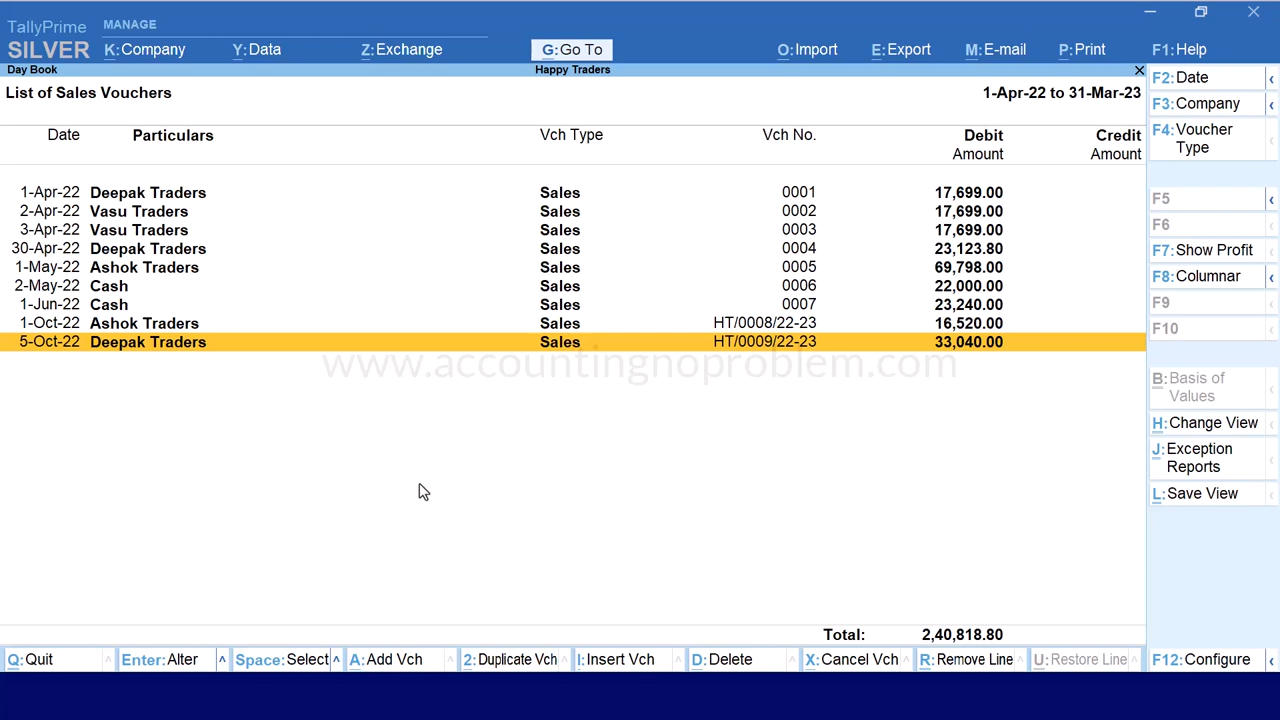 TallyPrime MANAGE
SILVER K:Company Y:Data Z:Exchange G:Go To O:Import E:Export M:E-mail P:Print F1:Help
Day Book Happy Traders
List of Sales Vouchers 1-Apr-22 to 31-Mar-23
Date Particulars Vch Type Vch No. Debit Credit
Amount Amount
1-Apr-22 Deepak Traders Sales 0001 17,699.00
2-Apr-22 Vasu Traders Sales 0002 17,699.00
3-Apr-22 Vasu Traders Sales 0003 17,699.00
30-Apr-22 Deepak Traders Sales 0004 23,123.80
1-May-22 Ashok Traders Sales 0005 69,798.00
2-May-22 Cash Sales 0006 22,000.00
1-Jun-22 Cash Sales 0007 23,240.00
1-Oct-22 Ashok Traders Sales HT/0008/22-23 16,520.00
5-Oct-22 Deepak Traders Sales HT/0009/22-23 33,040.00
www.accountingnoproblem.com
Total: 2,40,818.80
Q:Quit Enter:Alter Space:Select A:Add Vch 2:Duplicate Vch I:Insert Vch D:Delete X:Cancel Vch R:Remove Line U:Restore Line
F2:Date
F3:Company
F4:Voucher
Type
F5
F6
F7:Show Profit
F8:Columnar
F9
F10
B:Basis of
Values
H:Change View
J:Exception
Reports
L:Save View
F12:Configure